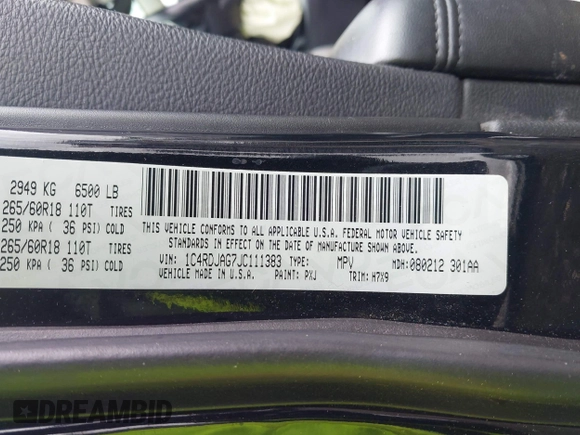 2949 KG 6500 LB
265/60R18 110T TIRES
250 KPA ( 36 PSI) COLD
265/60R18 110T TIRES
250 KPA ( 36 PSI) COLD
THIS VEHICLE CONFORMS TO ALL APPLICABLE U.S.A. FEDERAL MOTOR VEHICLE SAFETY
STANDARDS IN EFFECT ON THE DATE OF MANUFACTURE SHOWN ABOVE.
VIN: 1C4RDJAG7JC111383 TYPE: MPV MDH: 080212 301AA
VEHICLE MADE IN U.S.A. PAINT: PXJ TRIM: H7X9
DREAMBID